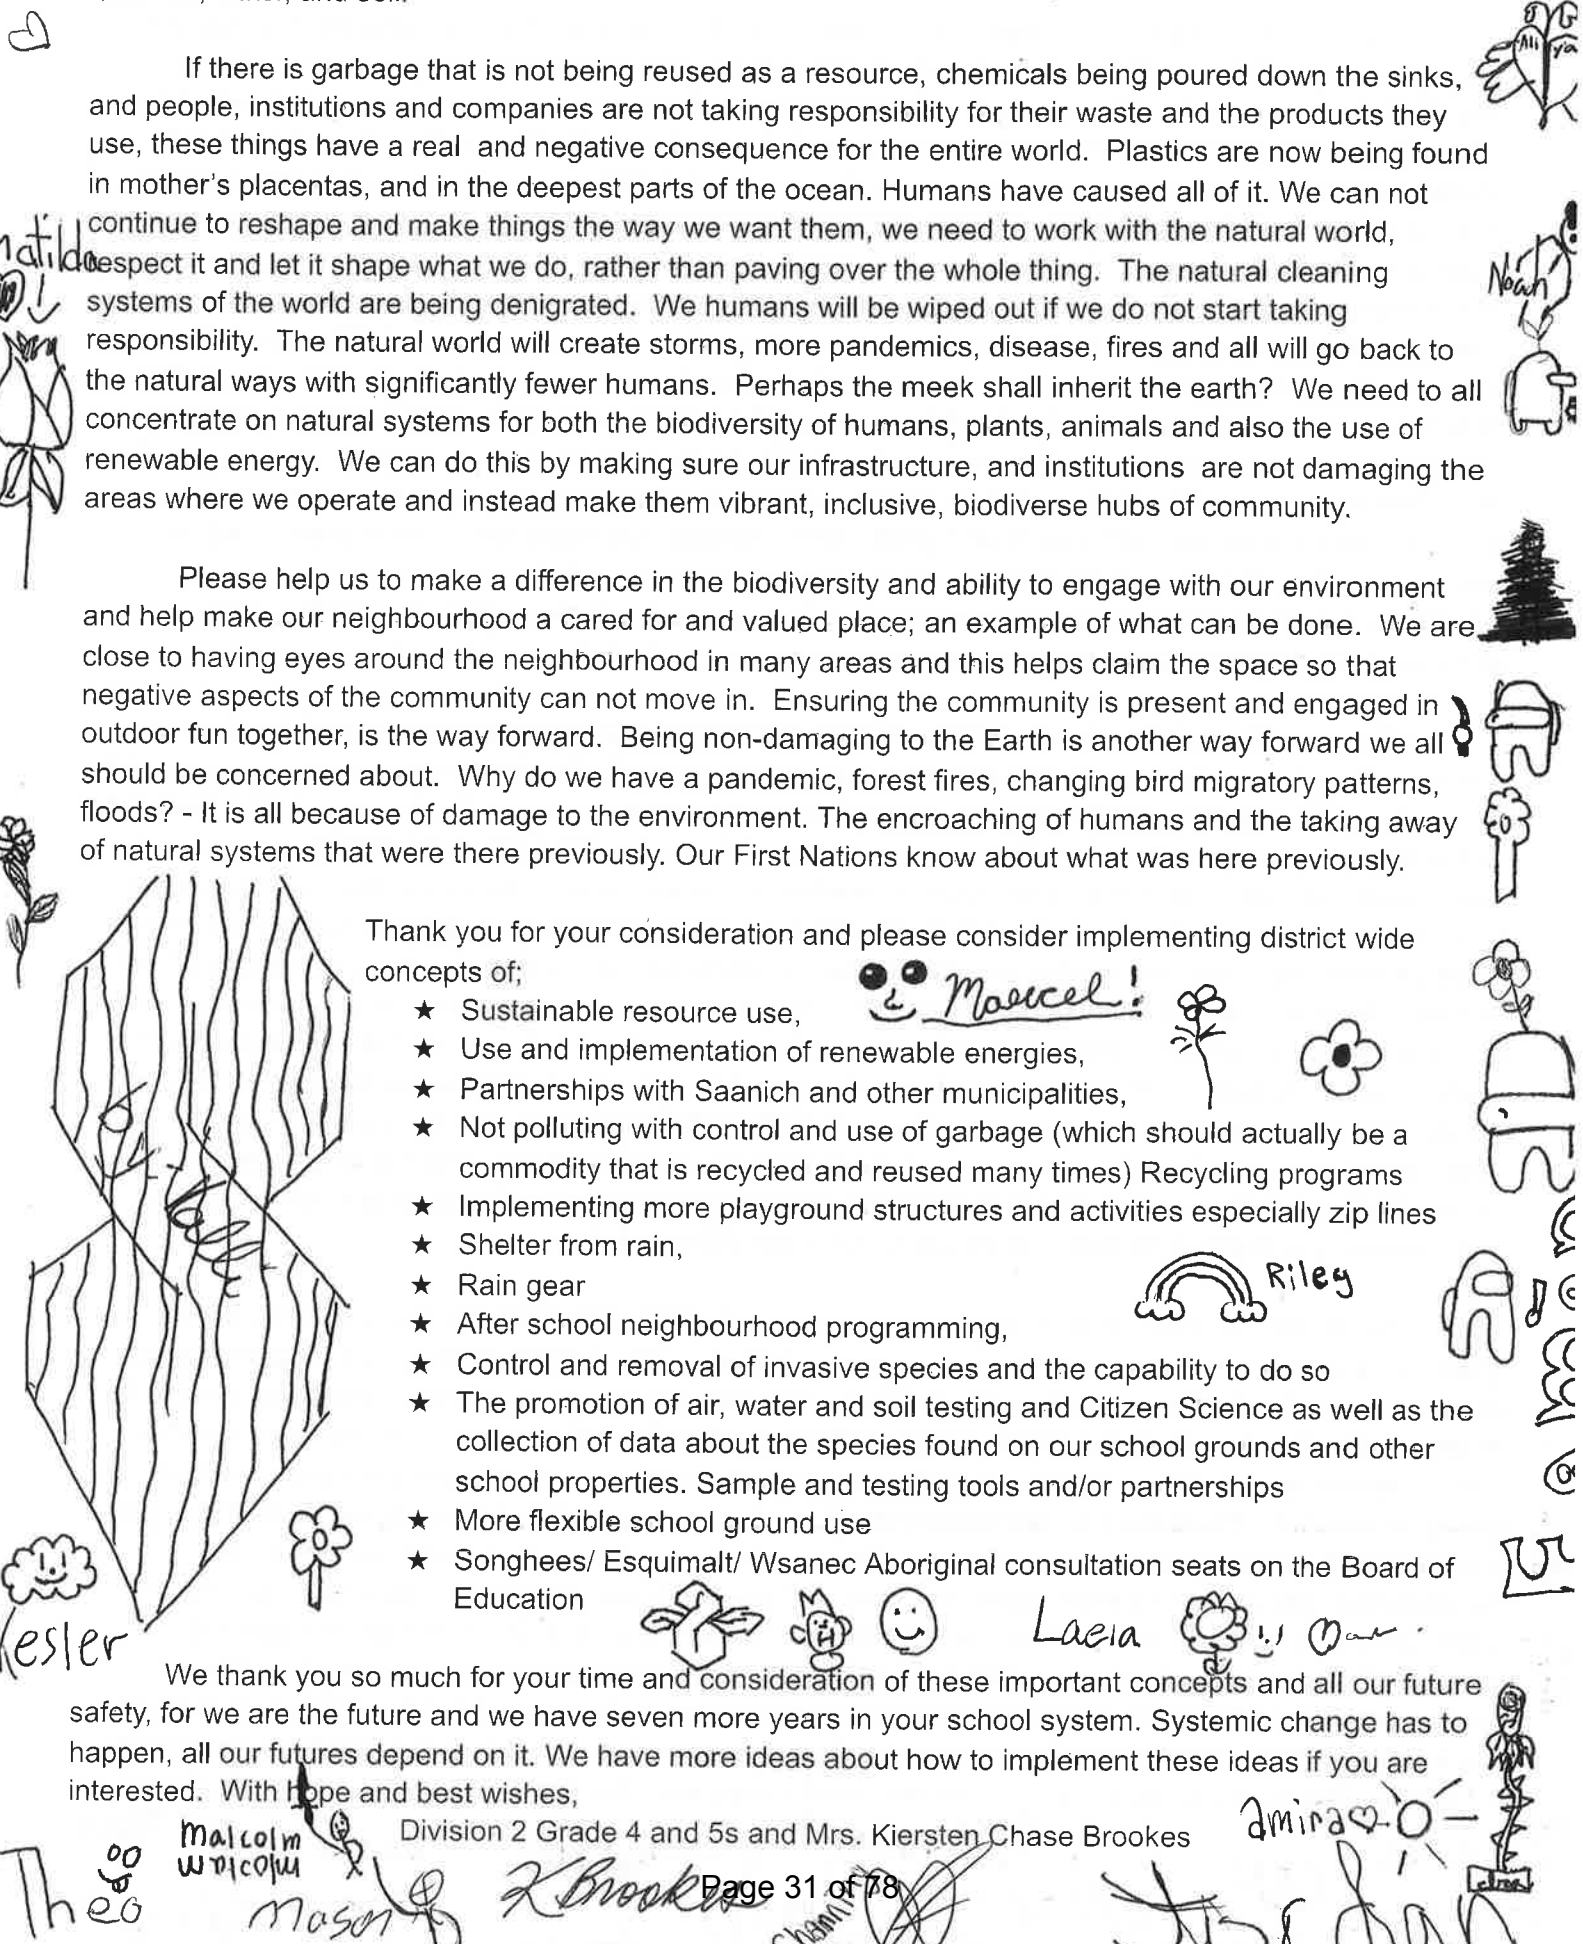 Ali ya
If there is garbage that is not being reused as a resource, chemicals being poured down the sinks,
and people, institutions and companies are not taking responsibility for their waste and the products they
use, these things have a real and negative consequence for the entire world. Plastics are now being found
in mother's placentas, and in the deepest parts of the ocean. Humans have caused all of it. We can not
continue to reshape and make things the way we want them, we need to work with the natural world,
matilda
respect it and let it shape what we do, rather than paving over the whole thing. The natural cleaning
Noah
systems of the world are being denigrated. We humans will be wiped out if we do not start taking
responsibility. The natural world will create storms, more pandemics, disease, fires and all will go back to
the natural ways with significantly fewer humans. Perhaps the meek shall inherit the earth? We need to all
concentrate on natural systems for both the biodiversity of humans, plants, animals and also the use of
renewable energy. We can do this by making sure our infrastructure, and institutions are not damaging the
areas where we operate and instead make them vibrant, inclusive, biodiverse hubs of community.
Please help us to make a difference in the biodiversity and ability to engage with our environment
and help make our neighbourhood a cared for and valued place; an example of what can be done. We are
close to having eyes around the neighbourhood in many areas and this helps claim the space so that
negative aspects of the community can not move in. Ensuring the community is present and engaged in
outdoor fun together, is the way forward. Being non-damaging to the Earth is another way forward we all
should be concerned about. Why do we have a pandemic, forest fires, changing bird migratory patterns,
floods? - It is all because of damage to the environment. The encroaching of humans and the taking away
of natural systems that were there previously. Our First Nations know about what was here previously.
Thank you for your consideration and please consider implementing district wide
concepts of;
Marcel!
★ Sustainable resource use,
★ Use and implementation of renewable energies,
★ Partnerships with Saanich and other municipalities,
★ Not polluting with control and use of garbage (which should actually be a
commodity that is recycled and reused many times) Recycling programs
★ Implementing more playground structures and activities especially zip lines
★ Shelter from rain,
★ Rain gear
Riley
★ After school neighbourhood programming,
★ Control and removal of invasive species and the capability to do so
★ The promotion of air, water and soil testing and Citizen Science as well as the
collection of data about the species found on our school grounds and other
school properties. Sample and testing tools and/or partnerships
★ More flexible school ground use
★ Songhees/ Esquimalt/ Wsanec Aboriginal consultation seats on the Board of
Education
Laeia
Kesler
We thank you so much for your time and consideration of these important concepts and all our future
safety, for we are the future and we have seven more years in your school system. Systemic change has to
happen, all our futures depend on it. We have more ideas about how to implement these ideas if you are
interested. With hope and best wishes,
amira
Malcolm
Division 2 Grade 4 and 5s and Mrs. Kiersten Chase Brookes
Theo
Mason
K Brookes
Page 31 of 78